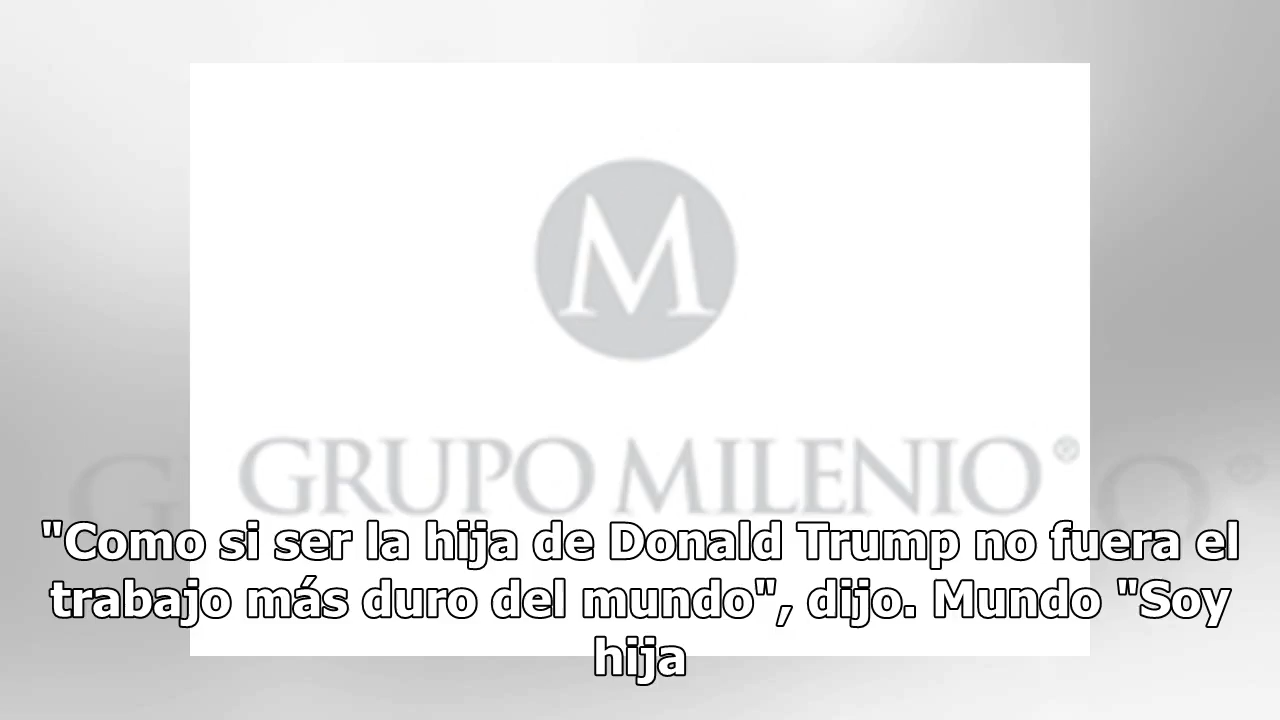 M
GRUPO MILENIO®
"Como si ser la hija de Donald Trump no fuera el
trabajo más duro del mundo", dijo. Mundo "Soy
hija